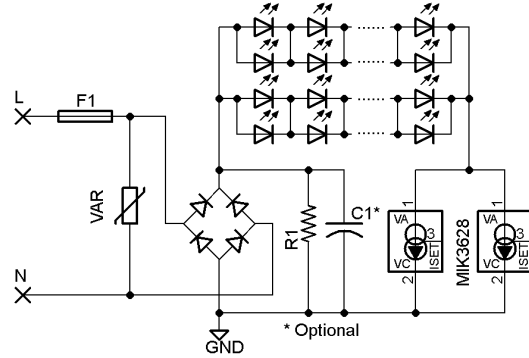 L
F1
VAR
N
R1
C1*
* Optional
GND
1
VA
3
VC
ISET
2
MIK3628
1
VA
3
VC
ISET
2